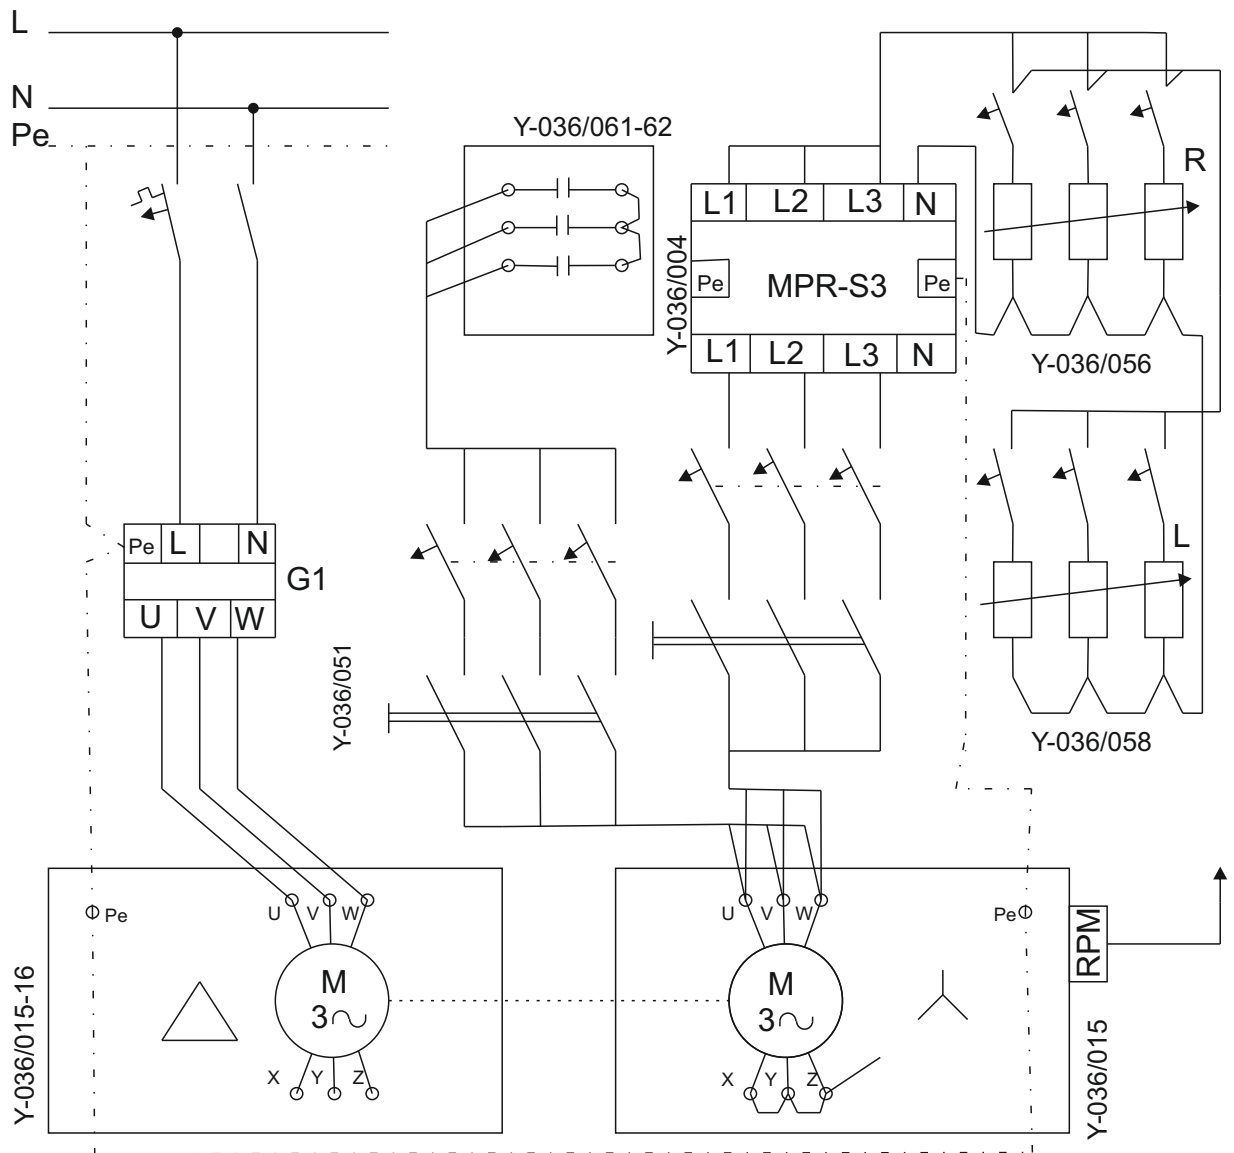 L
N
Pe
Y-036/061-62
L1 L2 L3 N
R
Y-036/004
Pe MPR-S3 Pe
L1 L2 L3 N
Y-036/056
Pe L N
G1
U V W
L
Y-036/051
Y-036/058
U V W
Pe
M
3
X Y Z
Y-036/015-16
U V W
Pe
RPM
M
3
X Y Z
Y-036/015